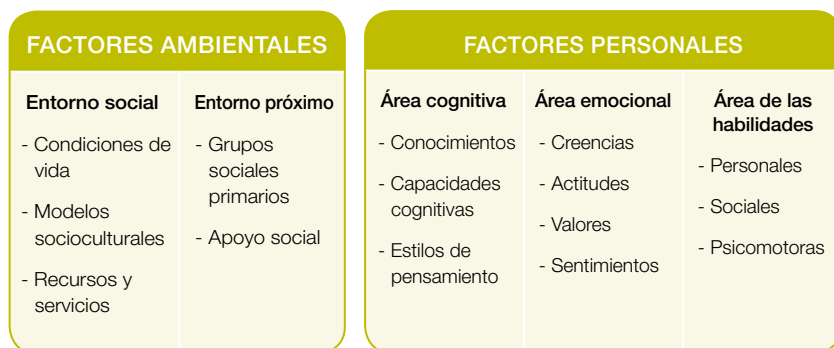 FACTORES AMBIENTALES
Entorno social
- Condiciones de
vida
- Modelos
socioculturales
- Recursos y
servicios
Entorno próximo
- Grupos
sociales
primarios
- Apoyo social
FACTORES PERSONALES
Área cognitiva
- Conocimientos
- Capacidades
cognitivas
- Estilos de
pensamiento
Área emocional
- Creencias
- Actitudes
- Valores
- Sentimientos
Área de las
habilidades
- Personales
- Sociales
- Psicomotoras